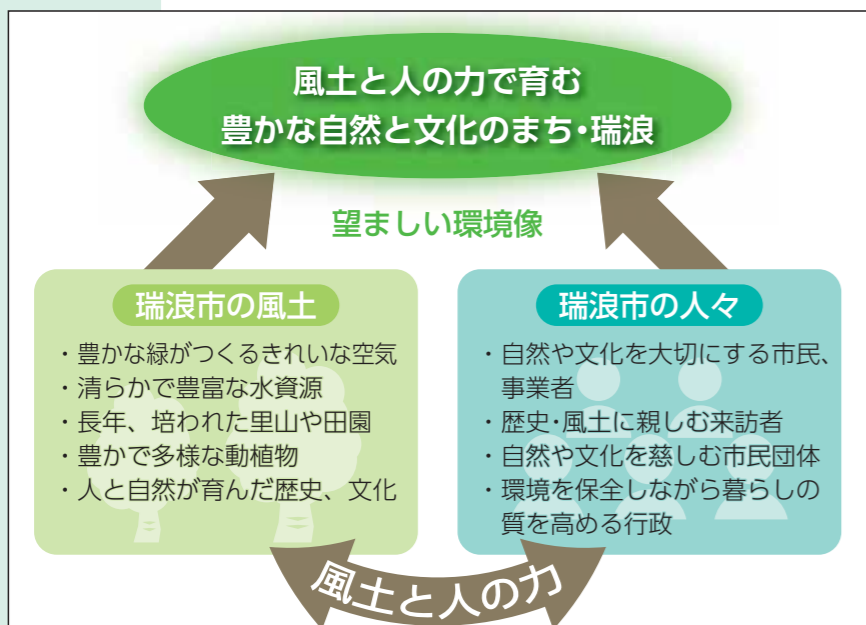 風土と人の力で育む
豊かな自然と文化のまち・瑞浪
望ましい環境像
瑞浪市の風土
・豊かな緑がつくるきれいな空気
・清らかで豊富な水資源
・長年、培われた里山や田園
・豊かで多様な動植物
・人と自然が育んだ歴史、文化
瑞浪市の人々
・自然や文化を大切にする市民、
事業者
・歴史・風土に親しむ来訪者
・自然や文化を慈しむ市民団体
・環境を保全しながら暮らしの
質を高める行政
風土と人の力